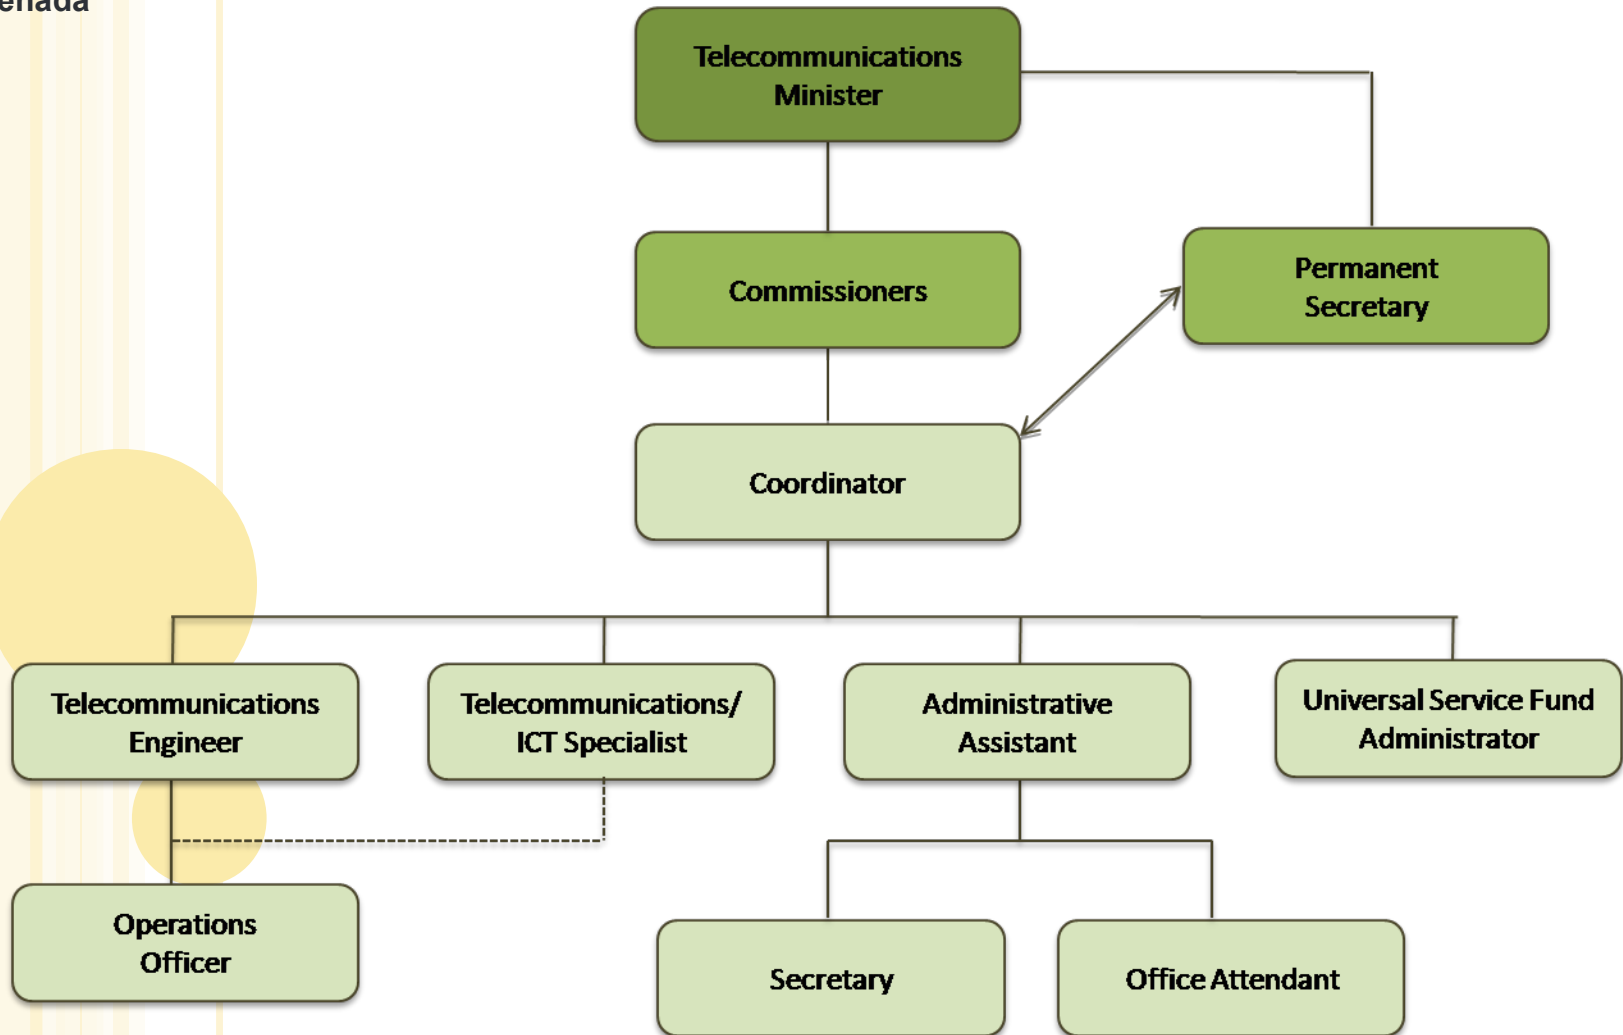 enada
Telecommunications
Minister
Commissioners
Permanent
Secretary
Coordinator
Telecommunications
Engineer
Telecommunications/
ICT Specialist
Administrative
Assistant
Universal Service Fund
Administrator
Operations
Officer
Secretary
Office Attendant